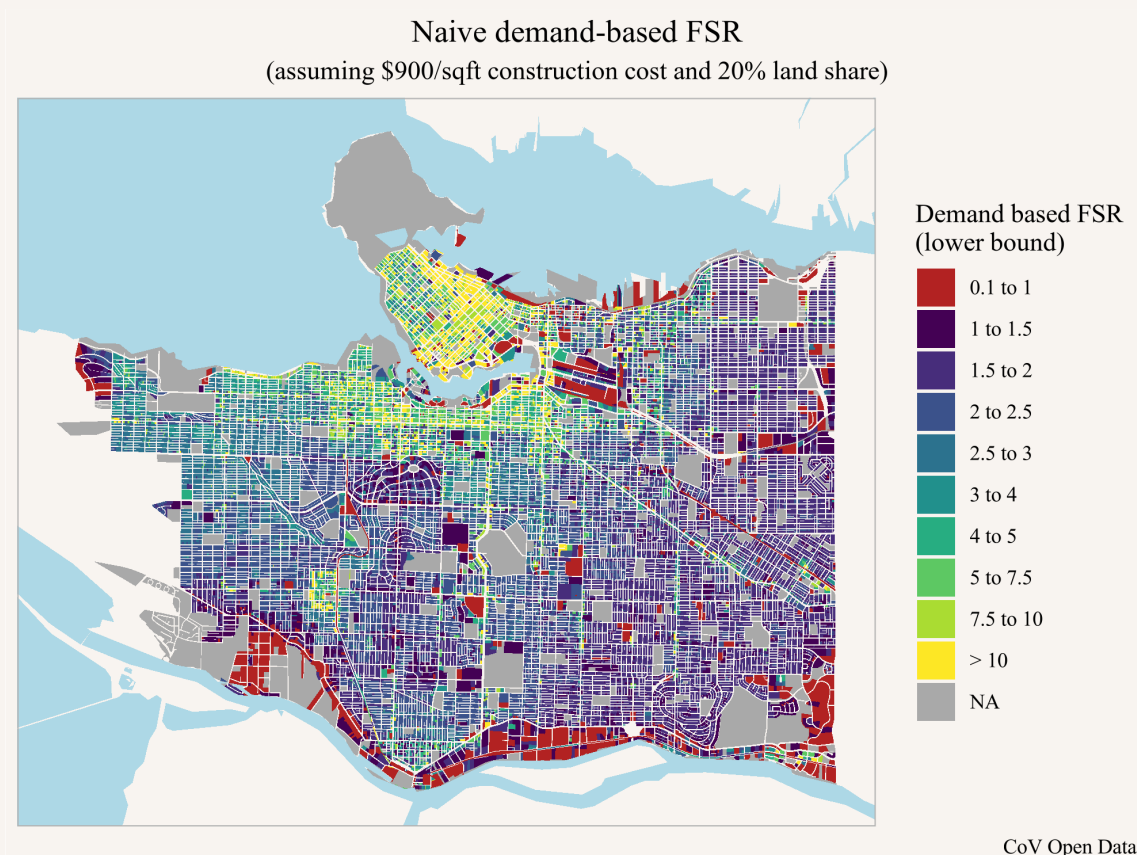 Naive demand-based FSR
(assuming $900/sqft construction cost and 20% land share)
Demand based FSR
(lower bound)
0.1 to 1
1 to 1.5
1.5 to 2
2 to 2.5
2.5 to 3
3 to 4
4 to 5
5 to 7.5
7.5 to 10
> 10
NA
CoV Open Data